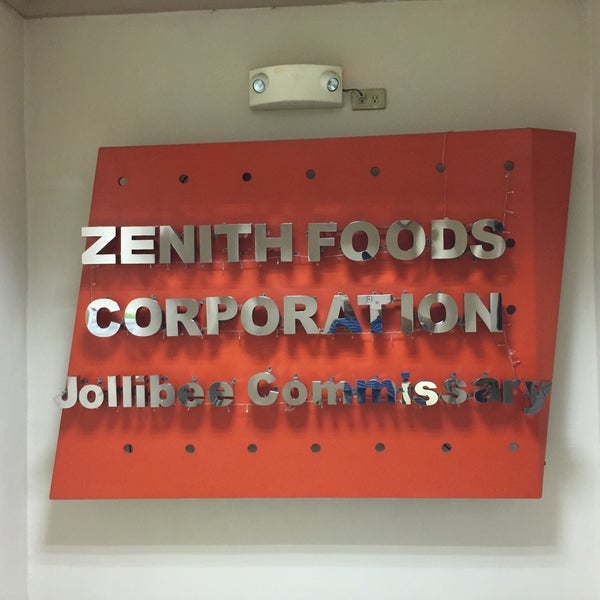 ZENITH FOODS
CORPORATION
Jollibee Commissary